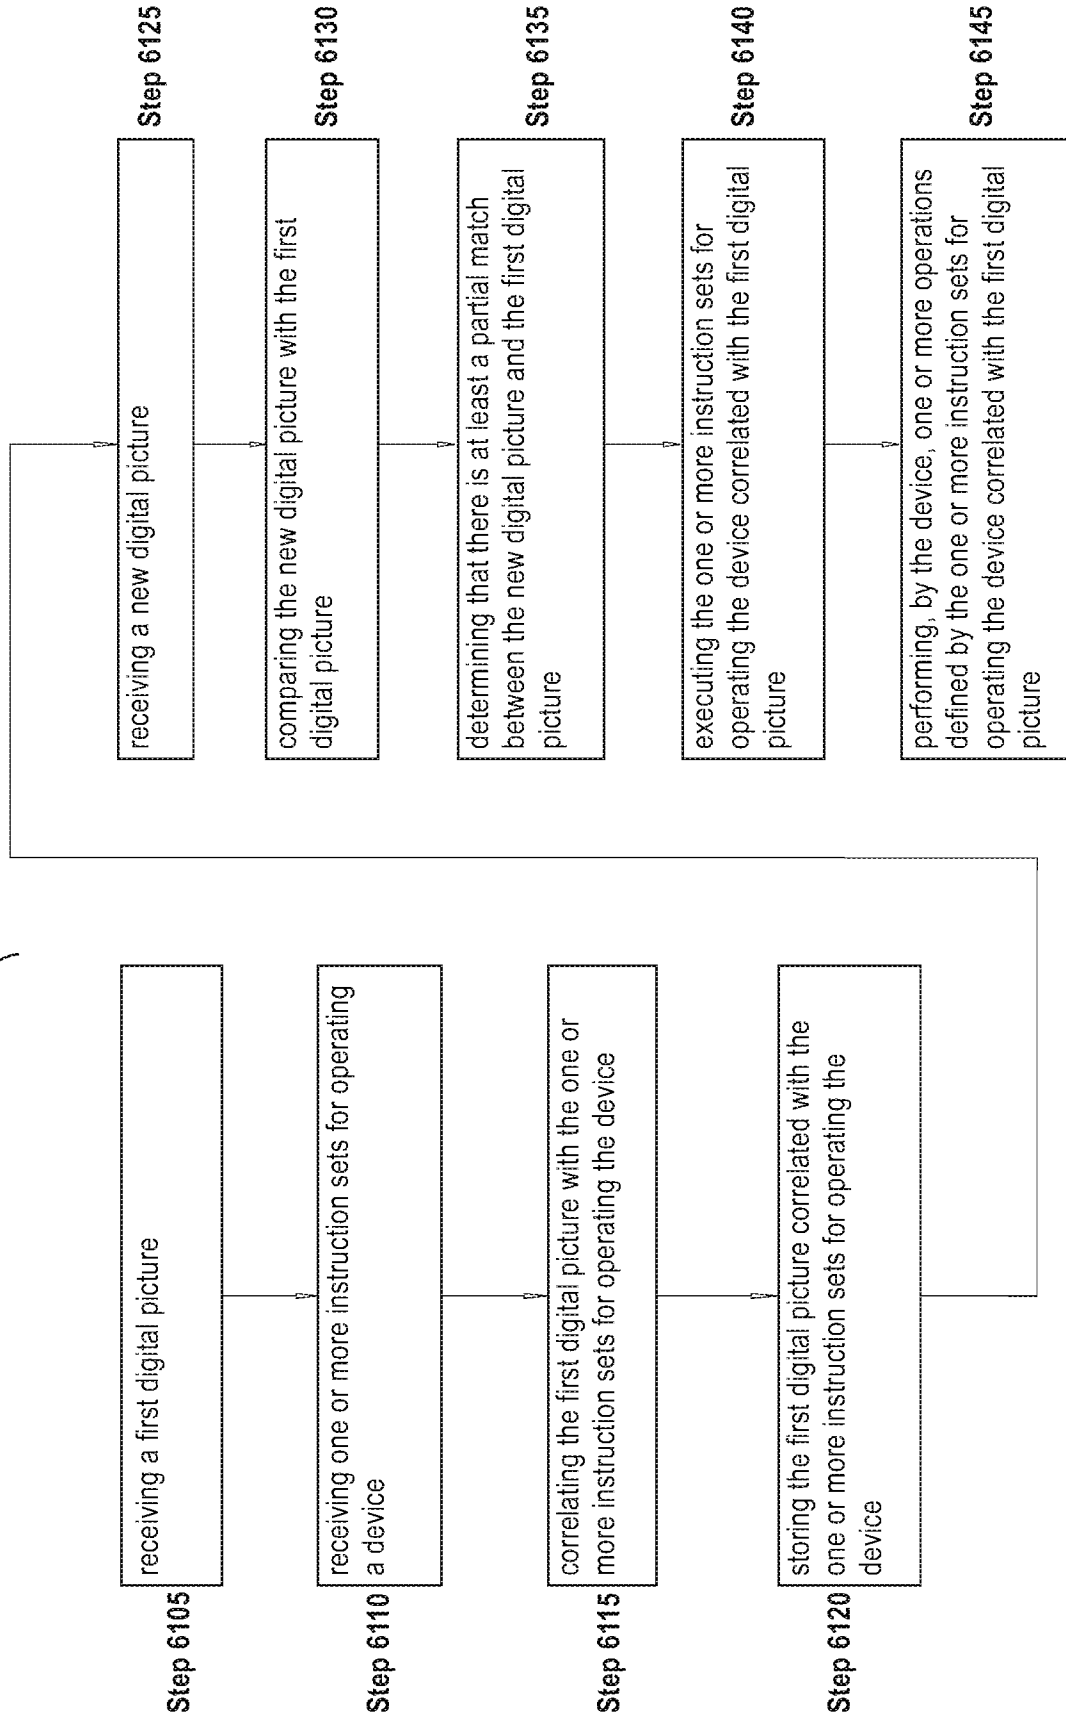 Step 6105
receiving a first digital picture
Step 6110
receiving one or more instruction sets for operating
a device
Step 6115
correlating the first digital picture with the one or
more instruction sets for operating the device
Step 6120
storing the first digital picture correlated with the
one or more instruction sets for operating the
device
receiving a new digital picture
Step 6125
comparing the new digital picture with the first
digital picture
Step 6130
determining that there is at least a partial match
between the new digital picture and the first digital
picture
Step 6135
executing the one or more instruction sets for
operating the device correlated with the first digital
picture
Step 6140
performing, by the device, one or more operations
defined by the one or more instruction sets for
operating the device correlated with the first digital
picture
Step 6145